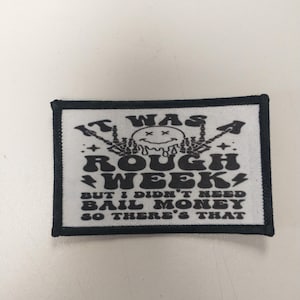 IT WAS A
ROUGH
WEEK
BUT I DIDN'T NEED
BAIL MONEY
SO THERE'S THAT